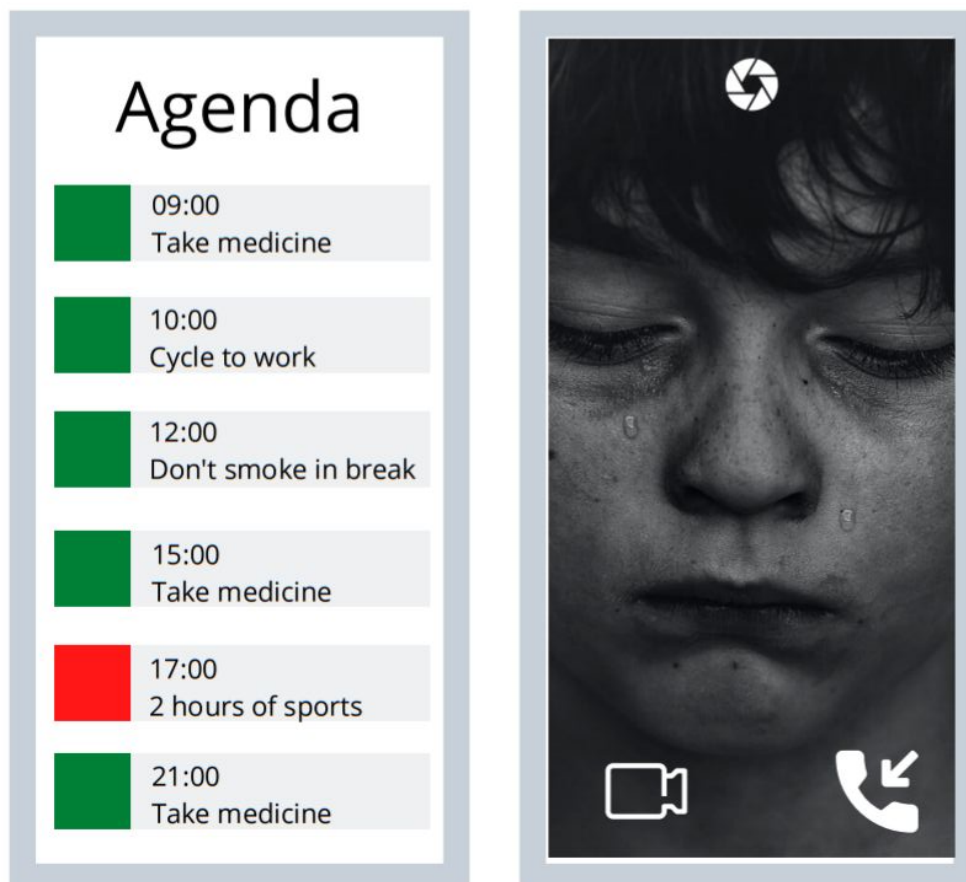 Agenda
09:00
Take medicine
10:00
Cycle to work
12:00
Don't smoke in break
15:00
Take medicine
17:00
2 hours of sports
21:00
Take medicine